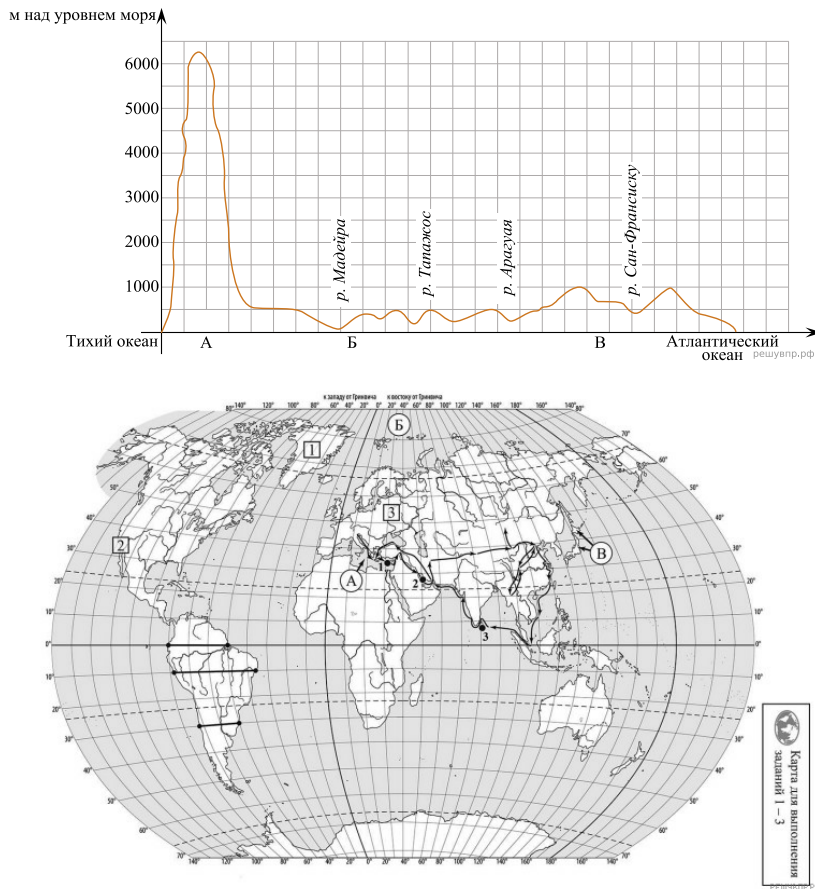 м над уровнем моря
6000
5000
4000
3000
2000
1000
р. Мадейра
р. Тапажос
р. Арагуая
р. Сан-Франсиску
Тихий океан
А
Б
В
Атлантический
океан
решувпр.рф
к западу от Гринвича
к востоку от Гринвича
Б
1
3
2
В
А
1
2
3
Карта для выполнения
заданий 1 – 3